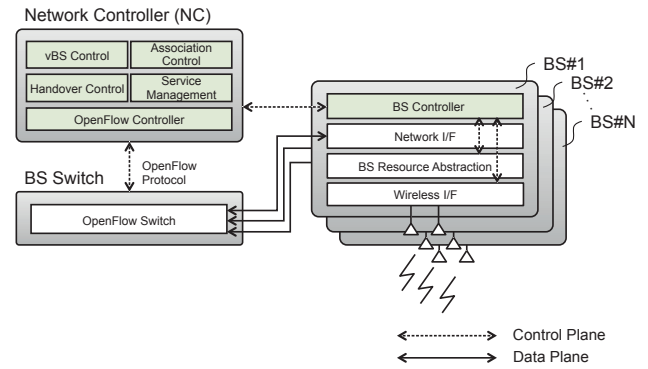 Network Controller (NC)
vBS Control
Association
Control
Handover Control
Service
Management
OpenFlow Controller
OpenFlow
Protocol
BS Switch
OpenFlow Switch
BS#1
BS#2
BS#N
BS Controller
Network I/F
BS Resource Abstraction
Wireless I/F
Control Plane
Data Plane